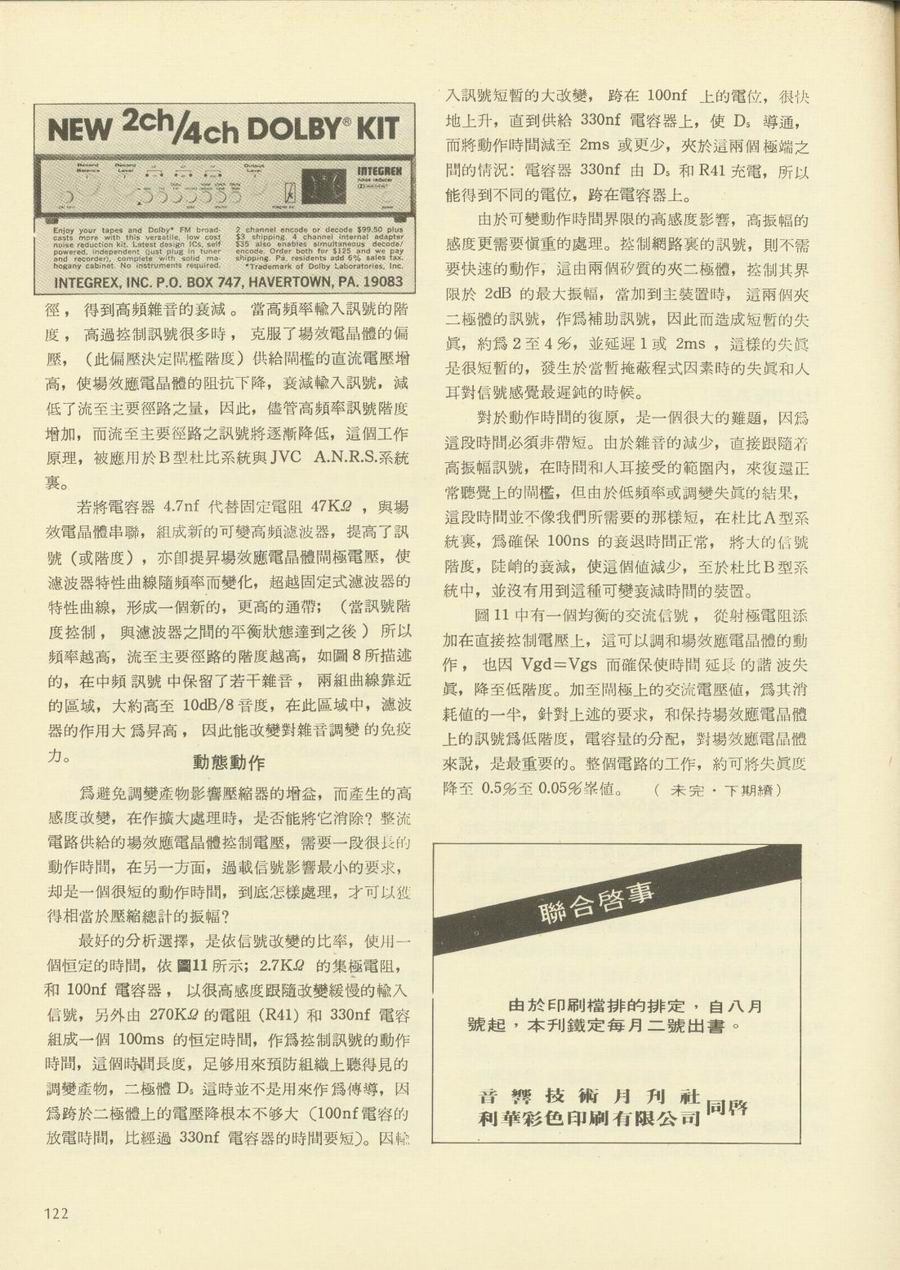 NEW 2ch/4ch DOLBY® KIT
INTEGREX
Enjoy your tapes and Dolby* FM broad-
casts more with this versatile, low cost
noise reduction kit. Latest design ICs, self
powered, independent (just plug in tuner
and recorder), complete with solid ma-
hogany cabinet. No instruments required.
2 channel encode or decode $99.50 plus
$3 shipping. 4 channel internal adapter
$35 also enables simultaneous decode/
encode. Order both for $125 and we pay
shipping. Pa. residents add 6% sales tax.
*Trademark of Dolby Laboratories, Inc.
INTEGREX, INC. P.O. BOX 747, HAVERTOWN, PA. 19083
徑，得到高頻雜音的衰減。當高頻率輸入訊號的階
度，高過控制訊號很多時，克服了場效電晶體的偏
壓，（此偏壓決定閘檻階度）供給閘檻的直流電壓增
高，使場效應電晶體的阻抗下降，衰減輸入訊號，減
低了流至主要徑路之量，因此，儘管高頻率訊號階度
增加，而流至主要徑路之訊號將逐漸降低，這個工作
原理，被應用於B型杜比系統與JVC A.N.R.S.系統
裏。
若將電容器 4.7nf 代替固定電阻 47KΩ，與場
效電晶體串聯，組成新的可變高頻濾波器，提高了訊
號（或階度），亦卽提昇場效應電晶體閘極電壓，使
濾波器特性曲線隨頻率而變化，超越固定式濾波器的
特性曲線，形成一個新的，更高的通帶；（當訊號階
度控制，與濾波器之間的平衡狀態達到之後）所以
頻率越高，流至主要徑路的階度越高，如圖8所描述
的，在中頻訊號中保留了若干雜音，兩組曲線靠近
的區域，大約高至 10dB/8音度，在此區域中，濾波
器的作用大爲昇高，因此能改變對雜音調變的免疫
力。
動態動作
爲避免調變產物影響壓縮器的增益，而產生的高
感度改變，在作擴大處理時，是否能將它消除？整流
電路供給的場效應電晶體控制電壓，需要一段很長的
動作時間，在另一方面，過載信號影響最小的要求，
却是一個很短的動作時間，到底怎樣處理，才可以獲
得相當於壓縮總計的振幅？
最好的分析選擇，是依信號改變的比率，使用一
個恒定的時間，依圖11所示；2.7KΩ 的集極電阻，
和 100nf 電容器，以很高感度跟隨改變緩慢的輸入
信號，另外由 270KΩ的電阻 (R41) 和 330nf 電容
組成一個 100ms 的恒定時間，作爲控制訊號的動作
時間，這個時間長度，足够用來預防組織上聽得見的
調變產物，二極體 D₅ 這時並不是用來作爲傳導，因
爲跨於二極體上的電壓降根本不够大（100nf電容的
放電時間，比經過 330nf 電容器的時間要短）。因輸
入訊號短暫的大改變，跨在 100nf 上的電位，很快
地上升，直到供給 330nf 電容器上，使 D₅ 導通，
而將動作時間減至 2ms 或更少，夾於這兩個極端之
間的情況：電容器 330nf 由 D₅ 和R41充電，所以
能得到不同的電位，跨在電容器上。
由於可變動作時間界限的高感度影響，高振幅的
感度更需要愼重的處理。控制網路裏的訊號，則不需
要快速的動作，這由兩個矽質的夾二極體，控制其界
限於 2dB 的最大振幅，當加到主裝置時，這兩個夾
二極體的訊號，作爲補助訊號，因此而造成短暫的失
眞，約爲2至4%，並延遲1或 2ms，這樣的失眞
是很短暫的，發生於當暫掩蔽程式因素時的失眞和人
耳對信號感覺最遲鈍的時候。
對於動作時間的復原，是一個很大的難題，因爲
這段時間必須非帶短。由於雜音的減少，直接跟隨着
高振幅訊號，在時間和人耳接受的範圍內，來復還正
常聽覺上的閘檻，但由於低頻率或調變失眞的結果，
這段時間並不像我們所需要的那樣短，在杜比A型系
統裏，爲確保 100ns 的衰退時間正常，將大的信號
階度，陡峭的衰減，使這個値減少，至於杜比B型系
統中，並沒有用到這種可變衰減時間的裝置。
圖11中有一個均衡的交流信號，從射極電阻添
加在直接控制電壓上，這可以調和場效應電晶體的動
作，也因 Vgd=Vgs 而確保使時間延長的諧波失
眞，降至低階度。加至閘極上的交流電壓値，爲其消
耗値的一半，針對上述的要求，和保持場效應電晶體
上的訊號爲低階度，電容量的分配，對場效應電晶體
來說，是最重要的。整個電路的工作，約可將失眞度
降至 0.5%至0.05%峯値。（未完・下期續）
聯合啓事
由於印刷檔排的排定，自八月
號起，本刊鐵定每月二號出書。
音響技術月刊社
利華彩色印刷有限公司
同啓
122